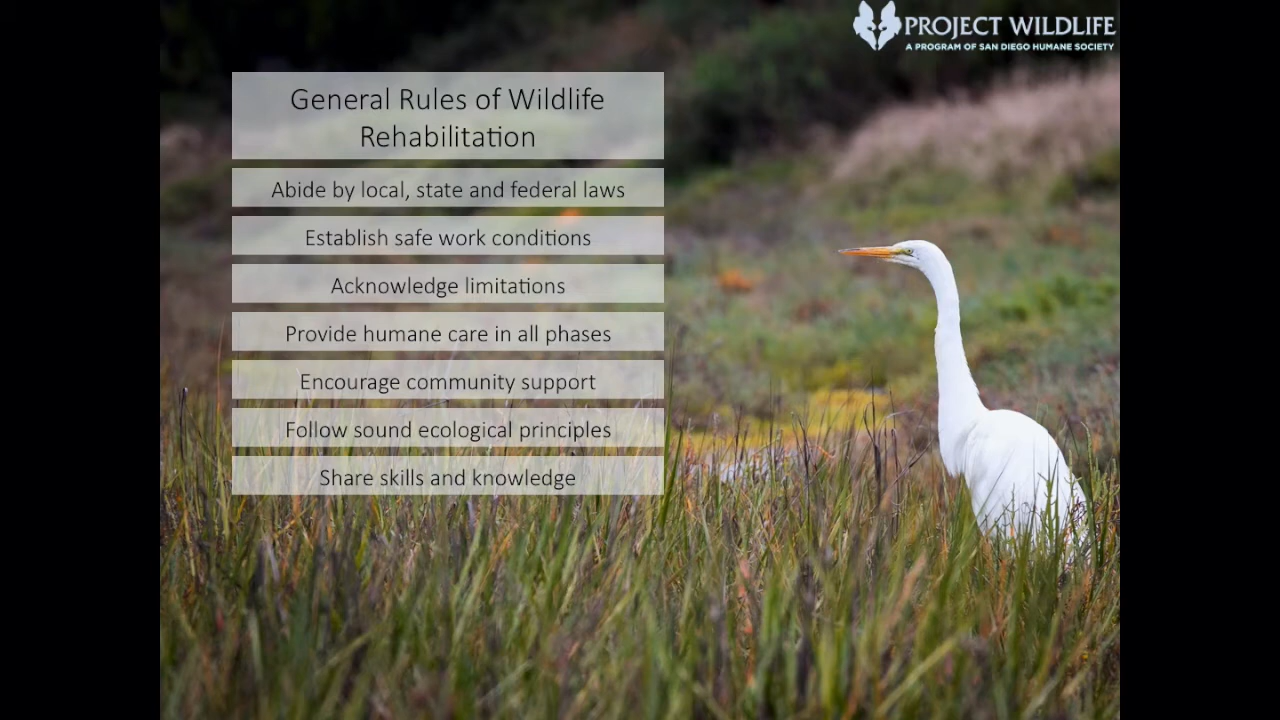 PROJECT WILDLIFE
A PROGRAM OF SAN DIEGO HUMANE SOCIETY
General Rules of Wildlife
Rehabilitation
Abide by local, state and federal laws
Establish safe work conditions
Acknowledge limitations
Provide humane care in all phases
Encourage community support
Follow sound ecological principles
Share skills and knowledge